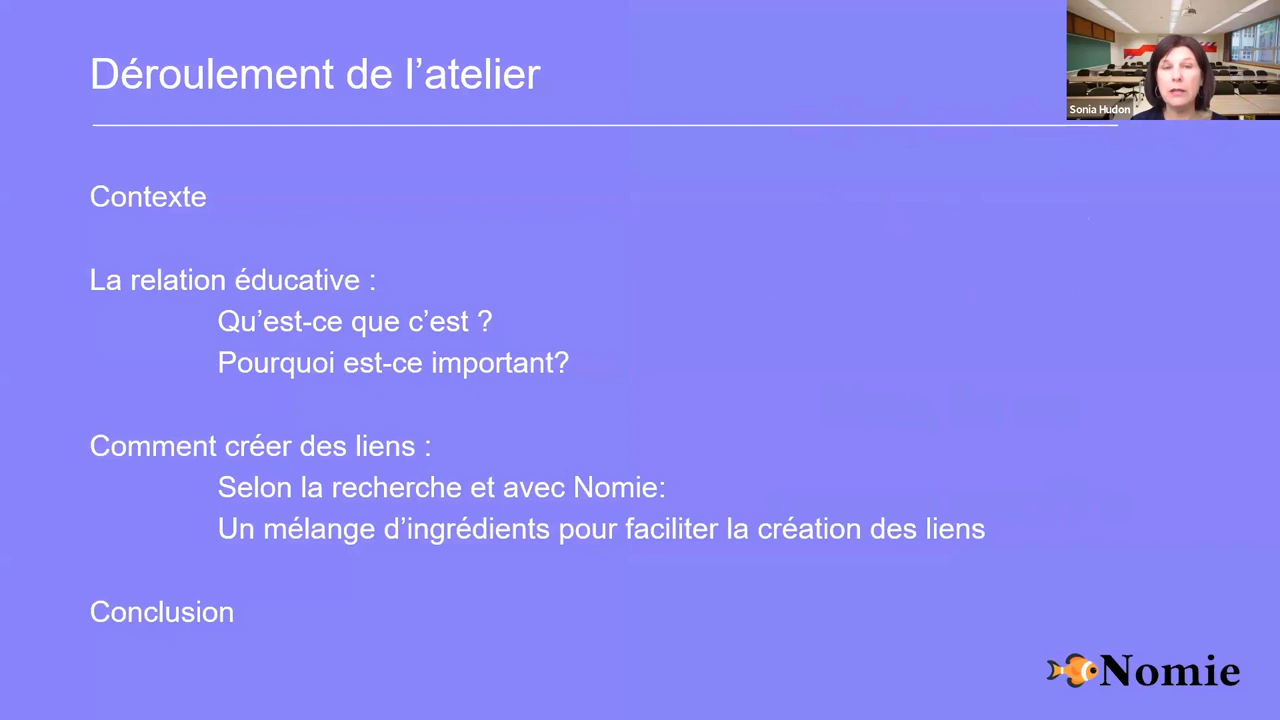 Déroulement de l’atelier
Sonia Hudon
Contexte
La relation éducative :
Qu’est-ce que c’est ?
Pourquoi est-ce important?
Comment créer des liens :
Selon la recherche et avec Nomie:
Un mélange d’ingrédients pour faciliter la création des liens
Conclusion
Nomie